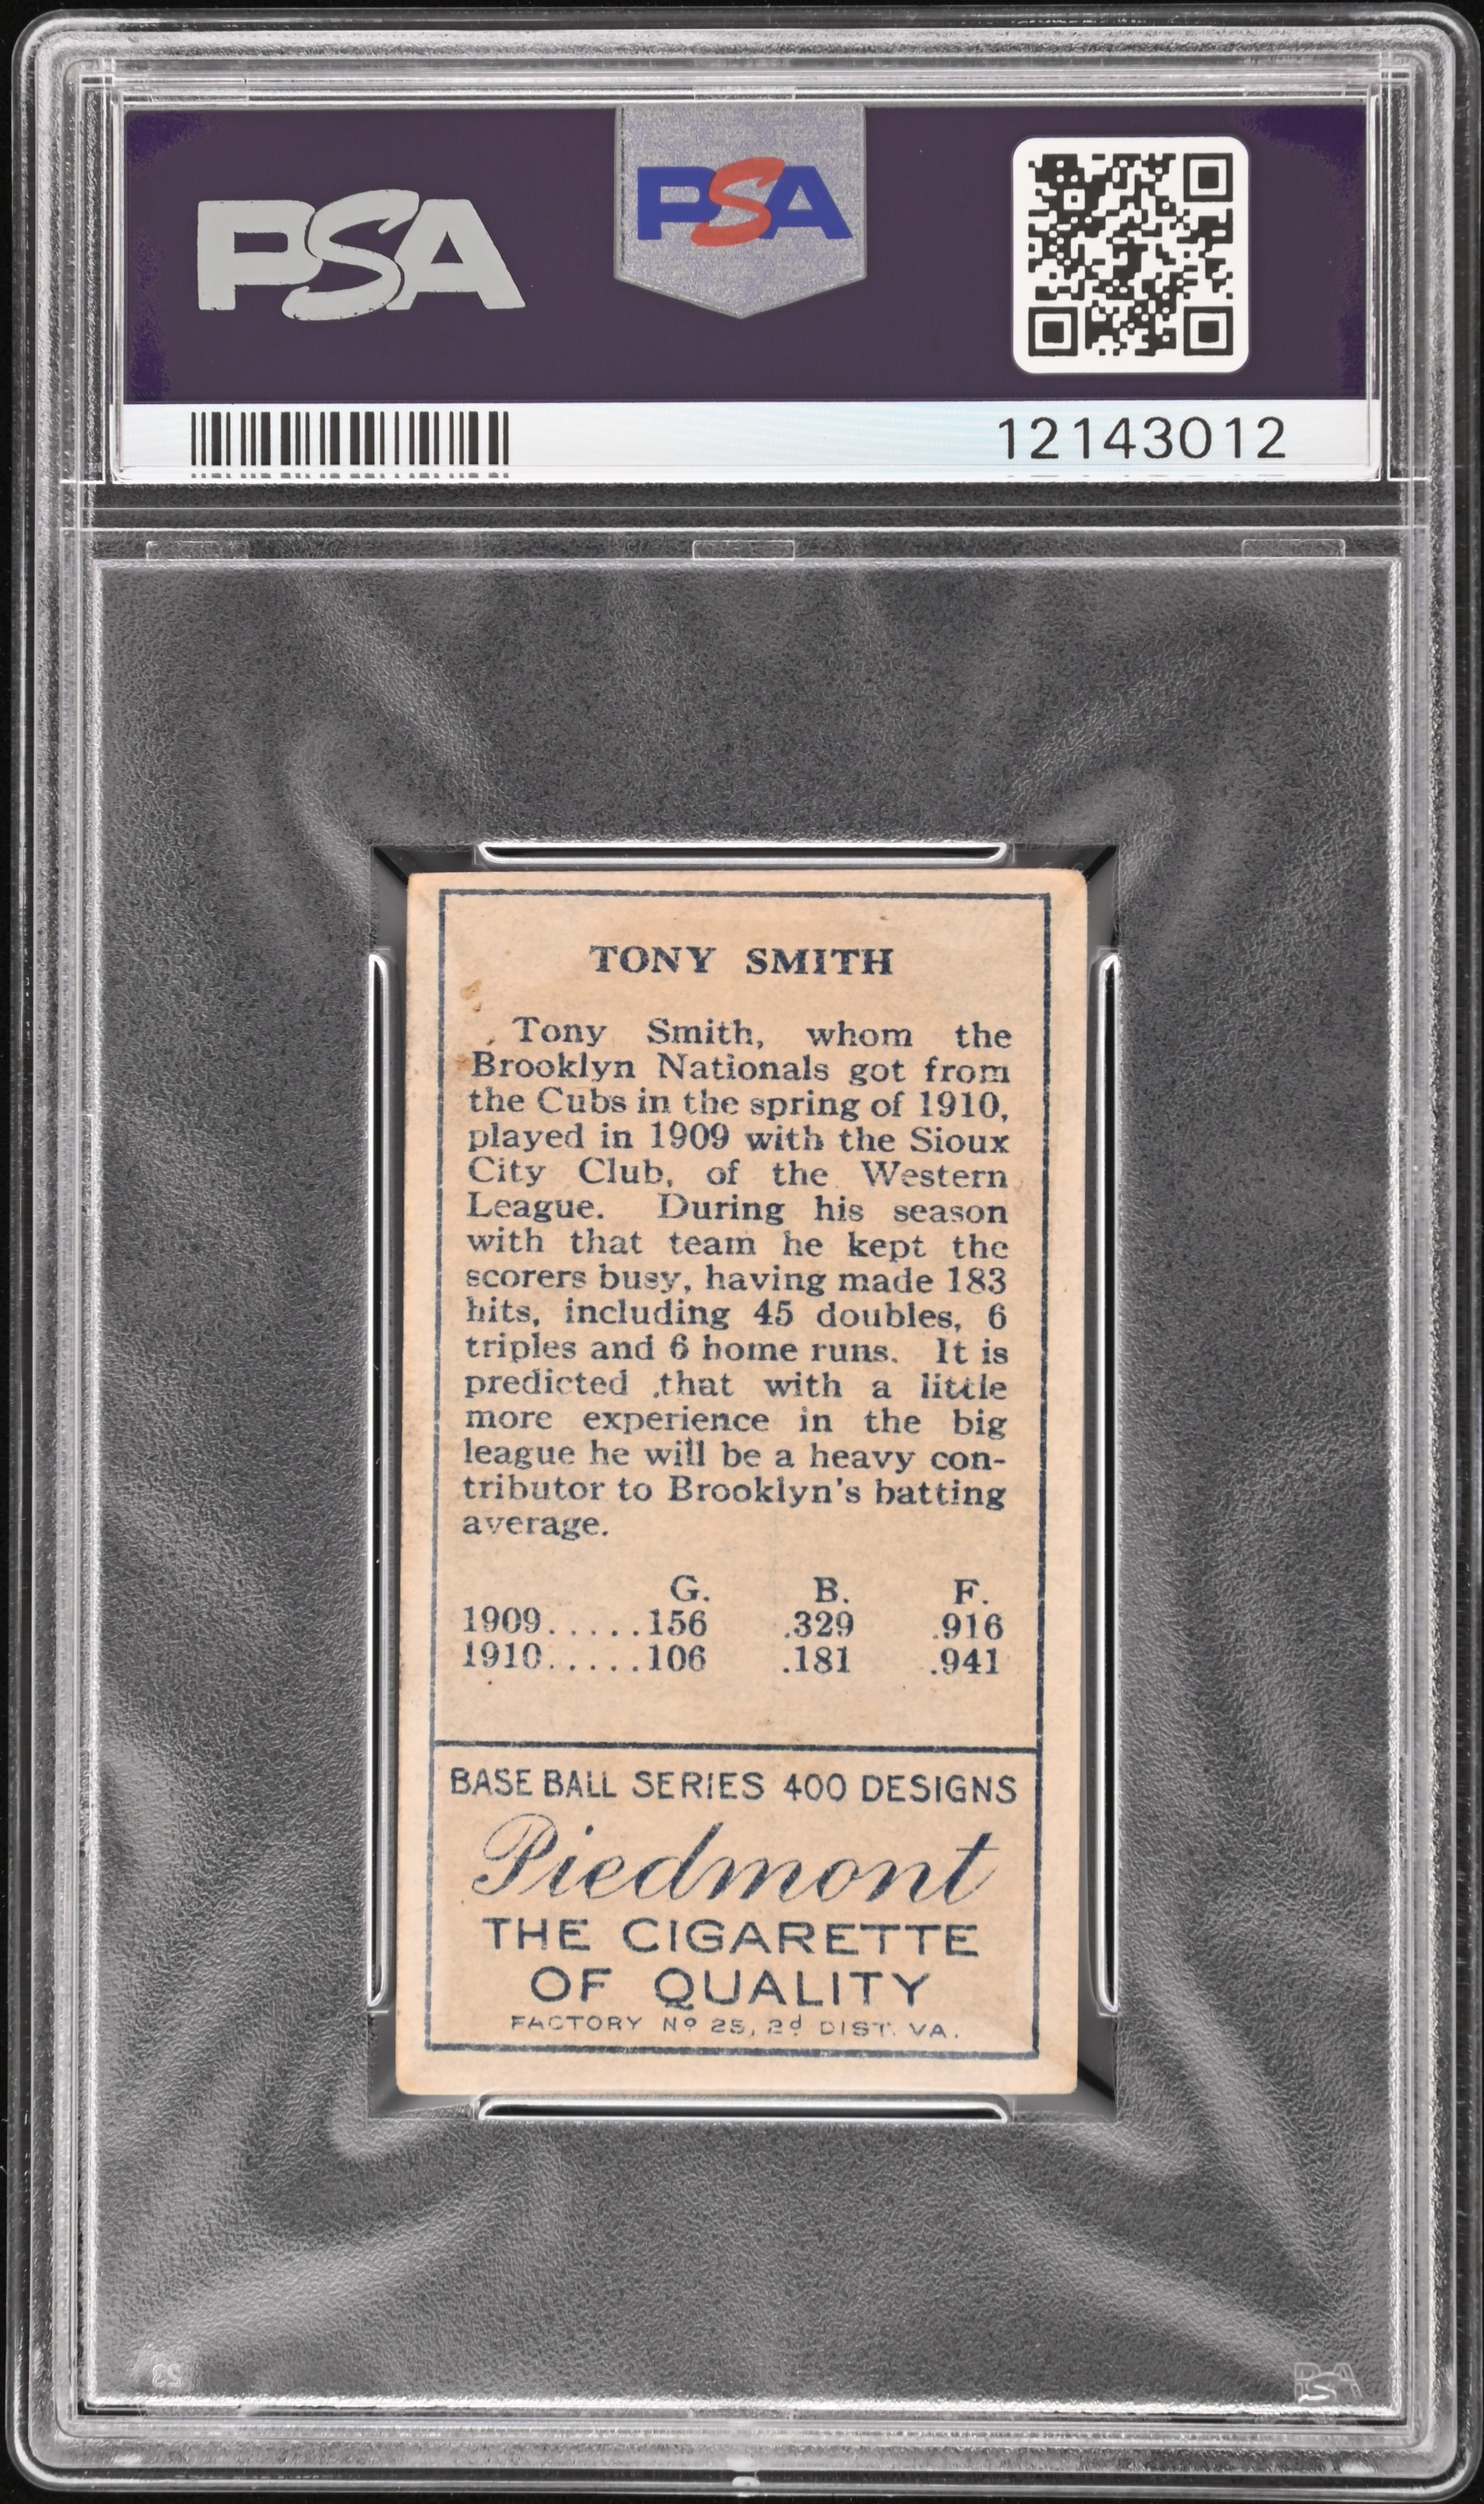 PSA
PSA
12143012
TONY SMITH
Tony Smith, whom the
Brooklyn Nationals got from
the Cubs in the spring of 1910,
played in 1909 with the Sioux
City Club, of the Western
League. During his season
with that team he kept the
scorers busy, having made 183
hits, including 45 doubles, 6
triples and 6 home runs. It is
predicted that with a little
more experience in the big
league he will be a heavy con-
tributor to Brooklyn's batting
average.
G. B. F.
1909.....156 .329 .916
1910.....106 .181 .941
BASE BALL SERIES 400 DESIGNS
Piedmont
THE CIGARETTE
OF QUALITY
FACTORY Nº 25, 2d DIST. VA.
53
PSA